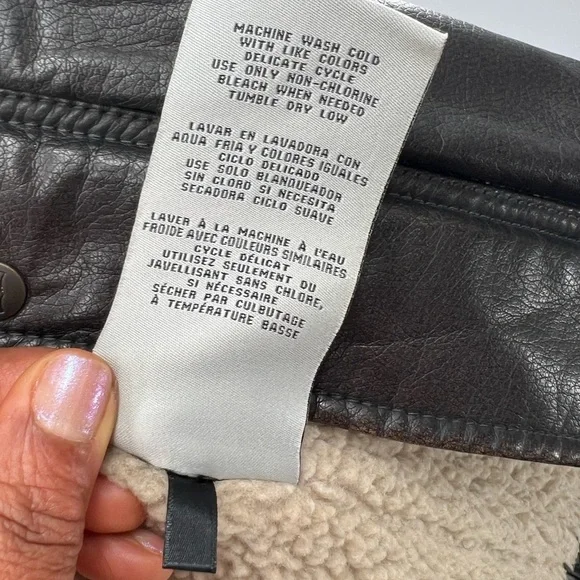 MACHINE WASH COLD
WITH LIKE COLORS
DELICATE CYCLE
USE ONLY NON-CHLORINE
BLEACH WHEN NEEDED
TUMBLE DRY LOW
LAVAR EN LAVADORA CON
AQUA FRIA Y COLORES IGUALES
CICLO DELICADO
USE SOLO BLANQUEADOR
SIN CLORO SI NECESITA
SECADORA CICLO SUAVE
LAVER À LA MACHINE À L'EAU
FROIDE AVEC COULEURS SIMILAIRES
CYCLE DÉLICAT
UTILISEZ SEULEMENT DU
JAVELLISANT SANS CHLORE,
SI NÉCESSAIRE
SÉCHER PAR CULBUTAGE
À TEMPÉRATURE BASSE